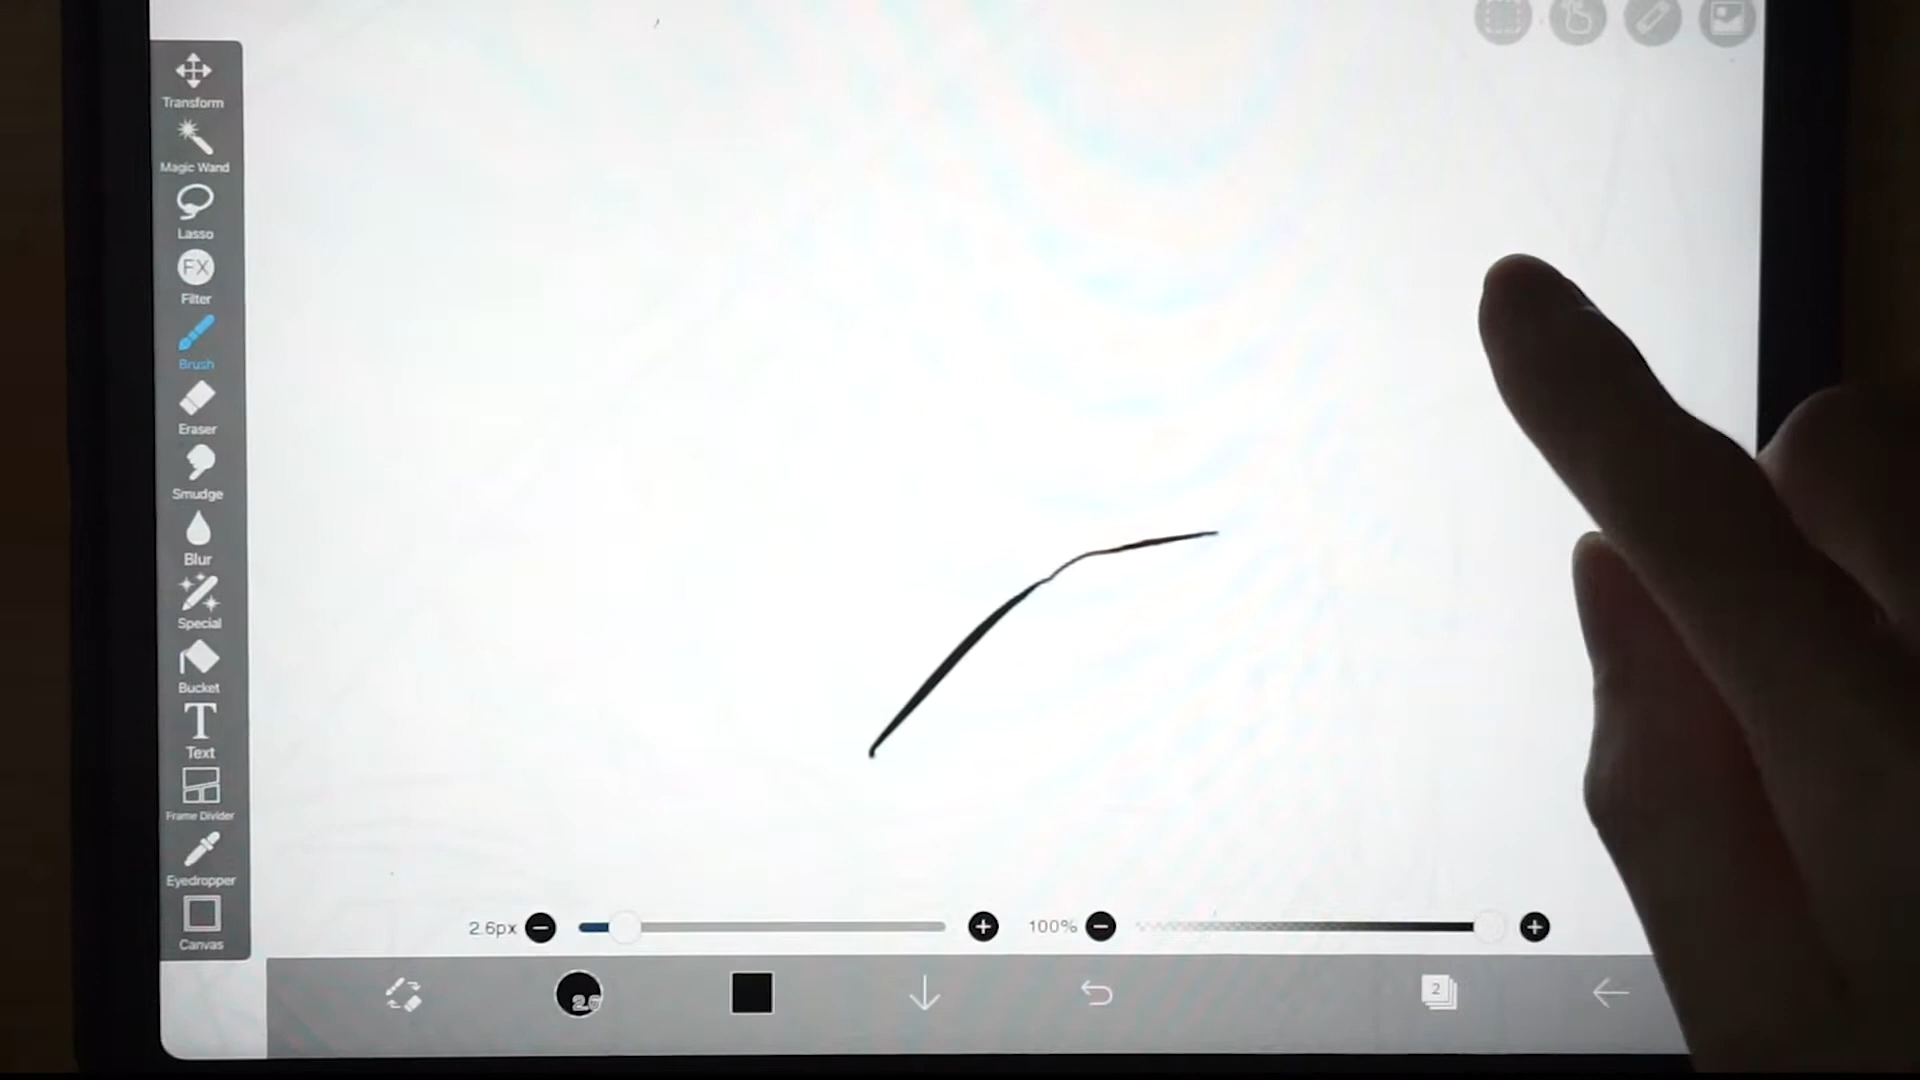 Transform
Magic Wand
Lasso
FX
Filter
Brush
Eraser
Smudge
Blur
Special
Bucket
T
Text
Frame Divider
Eyedropper
Canvas
2.6px
100%
2